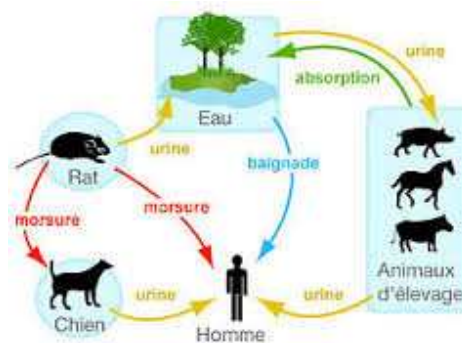 urine
absorption
Eau
urine
baignade
Rat
morsure
morsure
Animaux
d'élevage
urine
urine
Chien
Homme